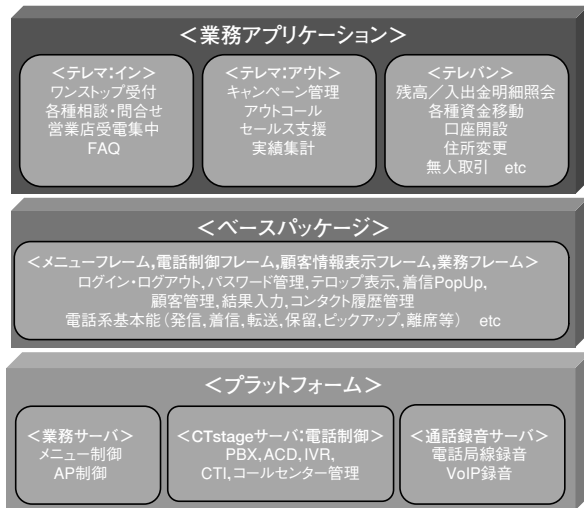 ＜業務アプリケーション＞
＜テレマ：イン＞
ワンストップ受付
各種相談・問合せ
営業店受電集中
FAQ
＜テレマ：アウト＞
キャンペーン管理
アウトコール
セールス支援
実績集計
＜テレバン＞
残高／入出金明細照会
各種資金移動
口座開設
住所変更
無人取引　etc
＜ベースパッケージ＞
＜メニューフレーム，電話制御フレーム，顧客情報表示フレーム，業務フレーム＞
ログイン・ログアウト，パスワード管理，テロップ表示，着信PopUp，
顧客管理，結果入力，コンタクト履歴管理
電話系基本能（発信，着信，転送，保留，ピックアップ，離席等）　etc
＜プラットフォーム＞
＜業務サーバ＞
メニュー制御
AP制御
＜CTstageサーバ：電話制御＞
PBX，ACD，IVR，
CTI，コールセンター管理
＜通話録音サーバ＞
電話局線録音
VoIP録音